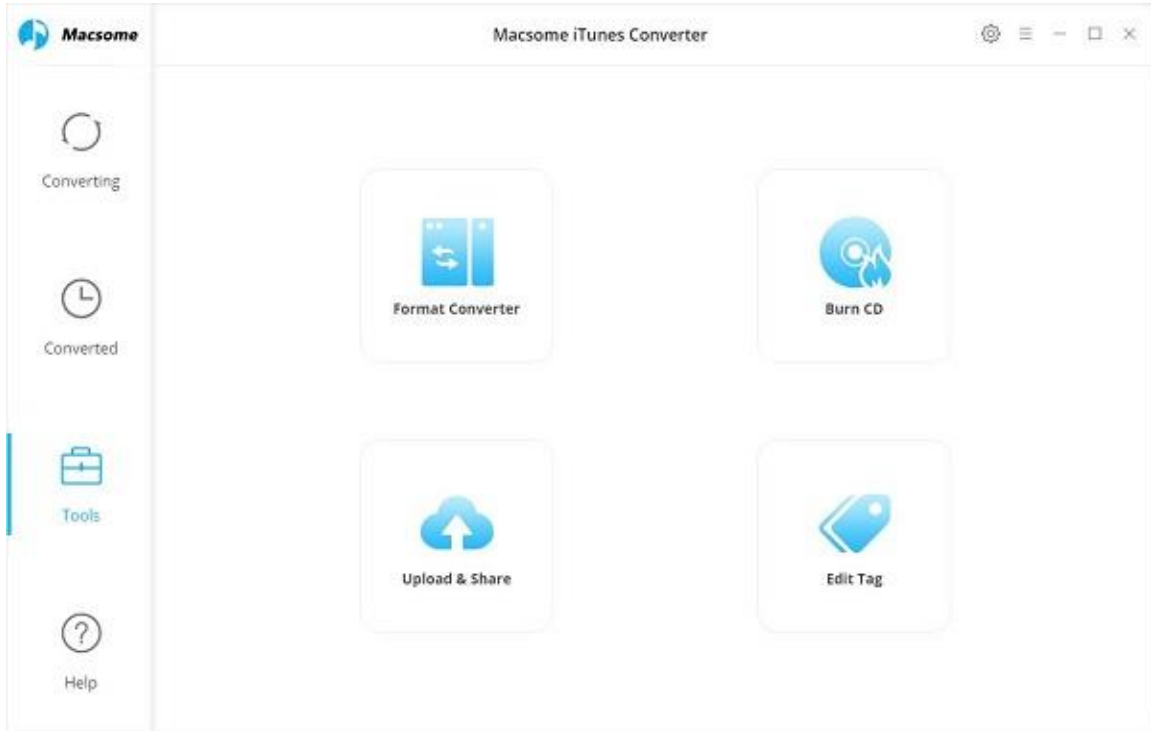 Macsome
Macsome iTunes Converter
Converting
Converted
Tools
Help
Format Converter
Burn CD
Upload & Share
Edit Tag